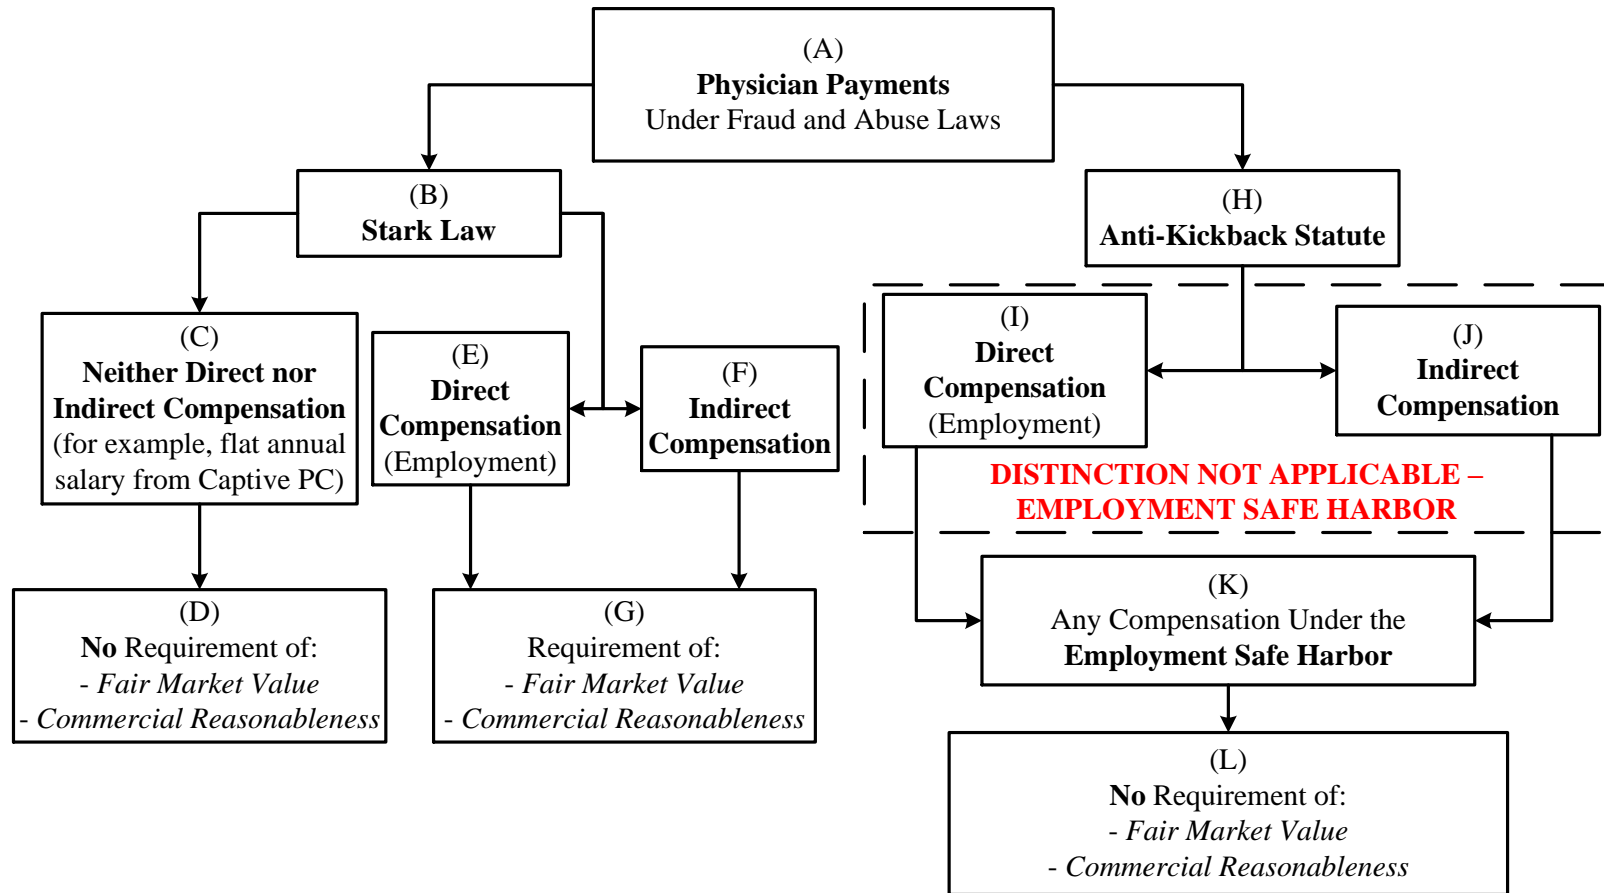 (A)
Physician Payments
Under Fraud and Abuse Laws
(B)
Stark Law
(H)
Anti-Kickback Statute
(C)
Neither Direct nor
Indirect Compensation
(for example, flat annual
salary from Captive PC)
(E)
Direct
Compensation
(Employment)
(F)
Indirect
Compensation
(I)
Direct
Compensation
(Employment)
(J)
Indirect
Compensation
DISTINCTION NOT APPLICABLE –
EMPLOYMENT SAFE HARBOR
(D)
No Requirement of:
- Fair Market Value
- Commercial Reasonableness
(G)
Requirement of:
- Fair Market Value
- Commercial Reasonableness
(K)
Any Compensation Under the
Employment Safe Harbor
(L)
No Requirement of:
- Fair Market Value
- Commercial Reasonableness